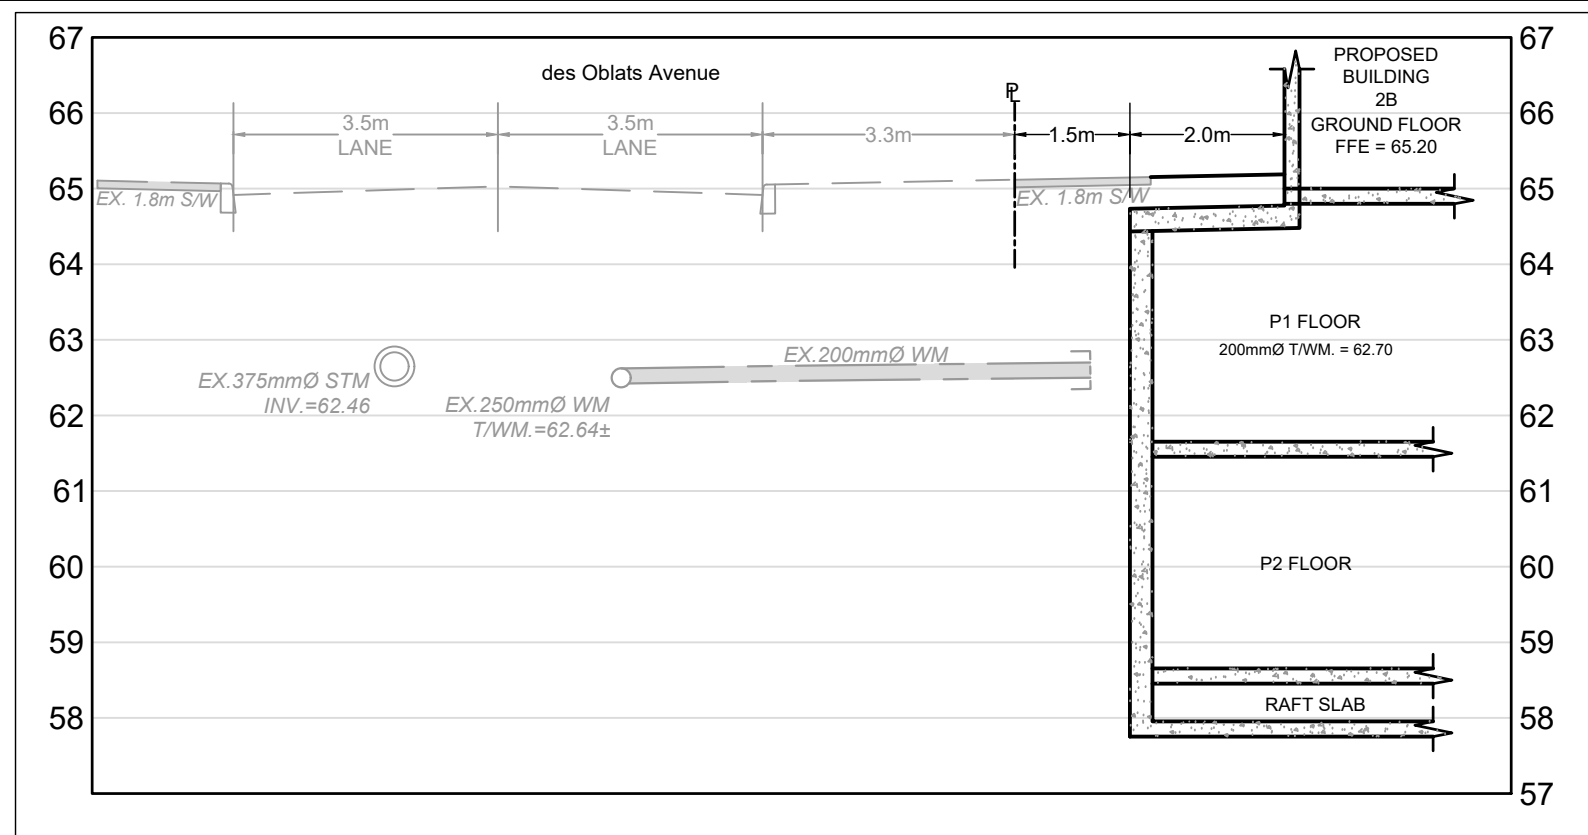 67
67
des Oblats Avenue
PROPOSED
BUILDING
2B
GROUND FLOOR
FFE = 65.20
PL
66
66
3.5m
LANE
3.5m
LANE
3.3m
1.5m
2.0m
65
65
EX. 1.8m S/W
EX. 1.8m S/W
64
64
63
63
P1 FLOOR
200mmØ T/WM. = 62.70
EX.200mmØ WM
EX.375mmØ STM
INV.=62.46
EX.250mmØ WM
T/WM.=62.64±
62
62
61
61
60
60
P2 FLOOR
59
59
RAFT SLAB
58
58
57